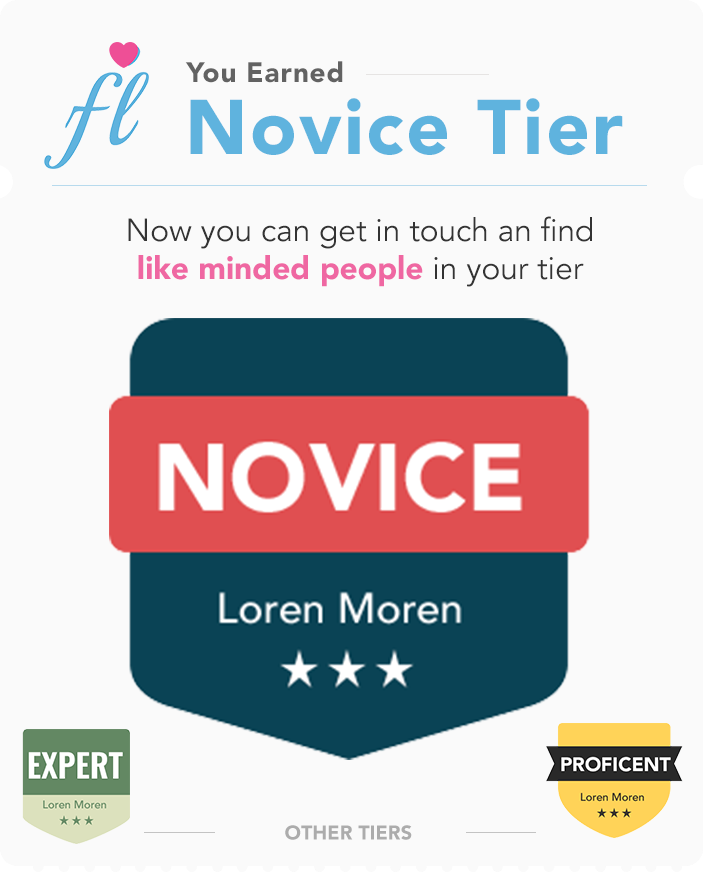 fl
You Earned
Novice Tier
Now you can get in touch an find
like minded people in your tier
NOVICE
Loren Moren
★★★
EXPERT
Loren Moren
★★★
PROFICENT
Loren Moren
★★★
OTHER TIERS